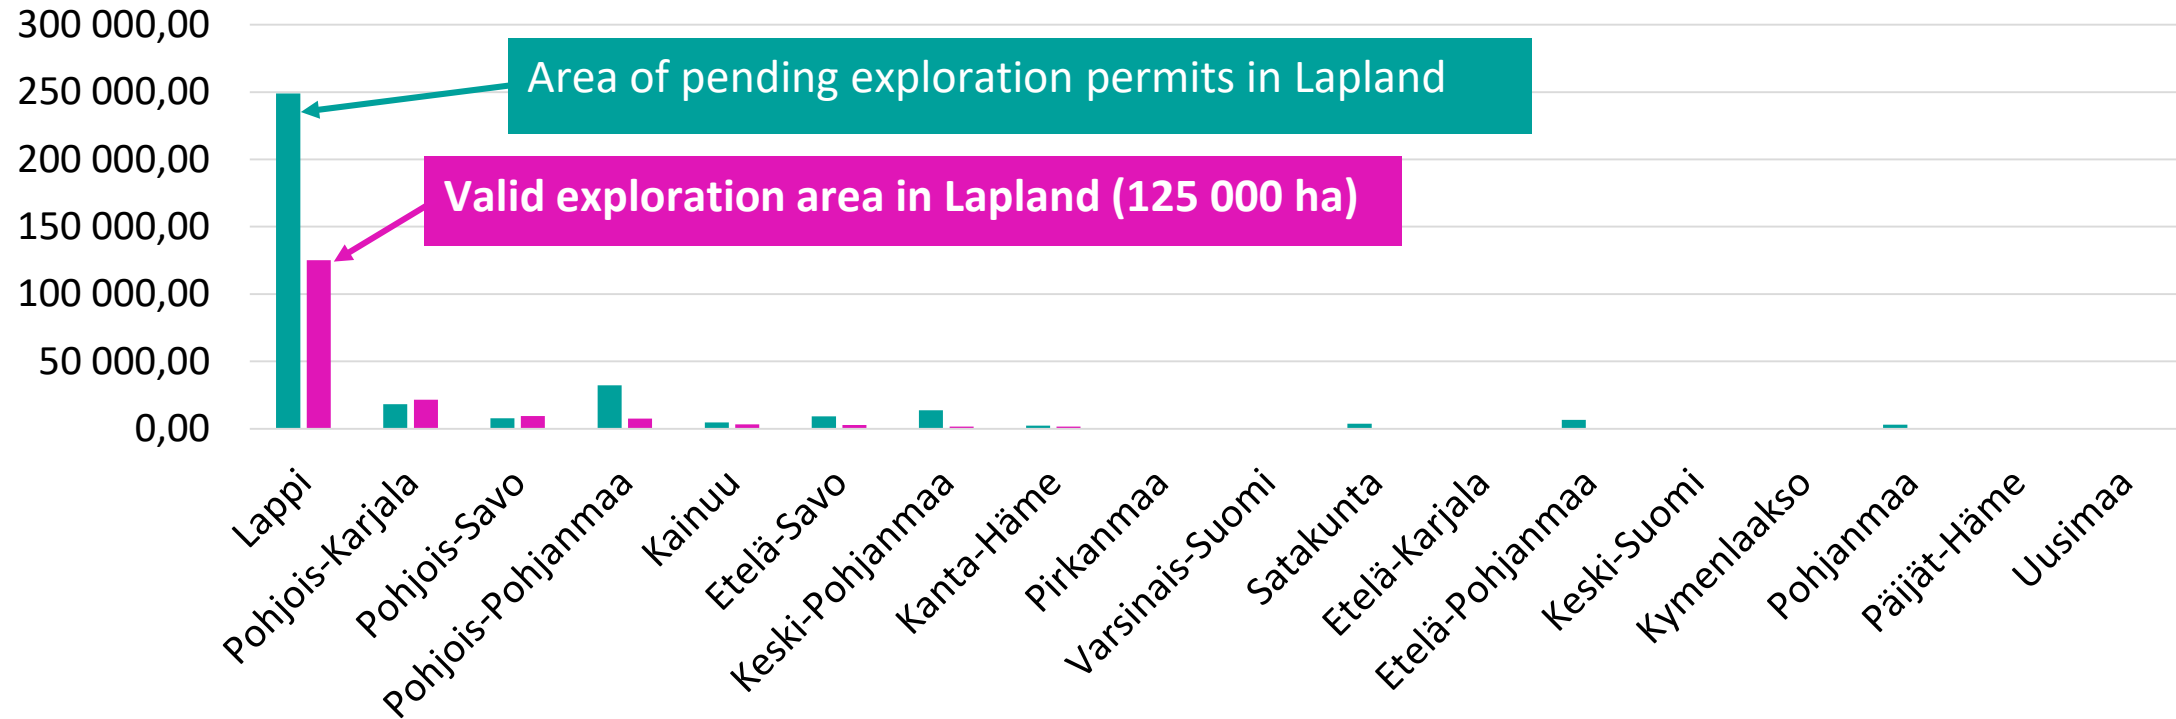 300 000,00
250 000,00
200 000,00
150 000,00
100 000,00
50 000,00
0,00
Area of pending exploration permits in Lapland
Valid exploration area in Lapland (125 000 ha)
Lappi
Pohjois-Karjala
Pohjois-Savo
Pohjois-Pohjanmaa
Kainuu
Etelä-Savo
Keski-Pohjanmaa
Kanta-Häme
Pirkanmaa
Varsinais-Suomi
Satakunta
Etelä-Karjala
Etelä-Pohjanmaa
Keski-Suomi
Kymenlaakso
Pohjanmaa
Päijät-Häme
Uusimaa